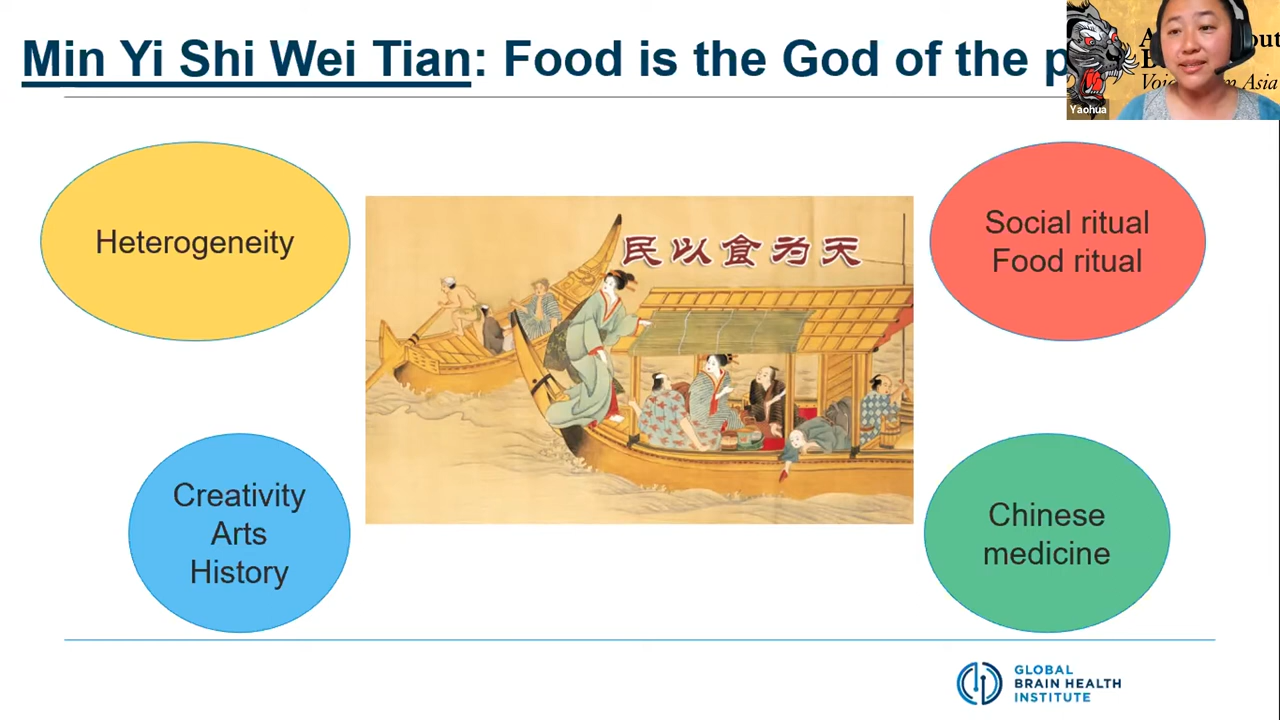 Min Yi Shi Wei Tian: Food is the God of the
Yaohua
Heterogeneity
民以食为天
Social ritual
Food ritual
Creativity
Arts
History
Chinese
medicine
GLOBAL
BRAIN HEALTH
INSTITUTE